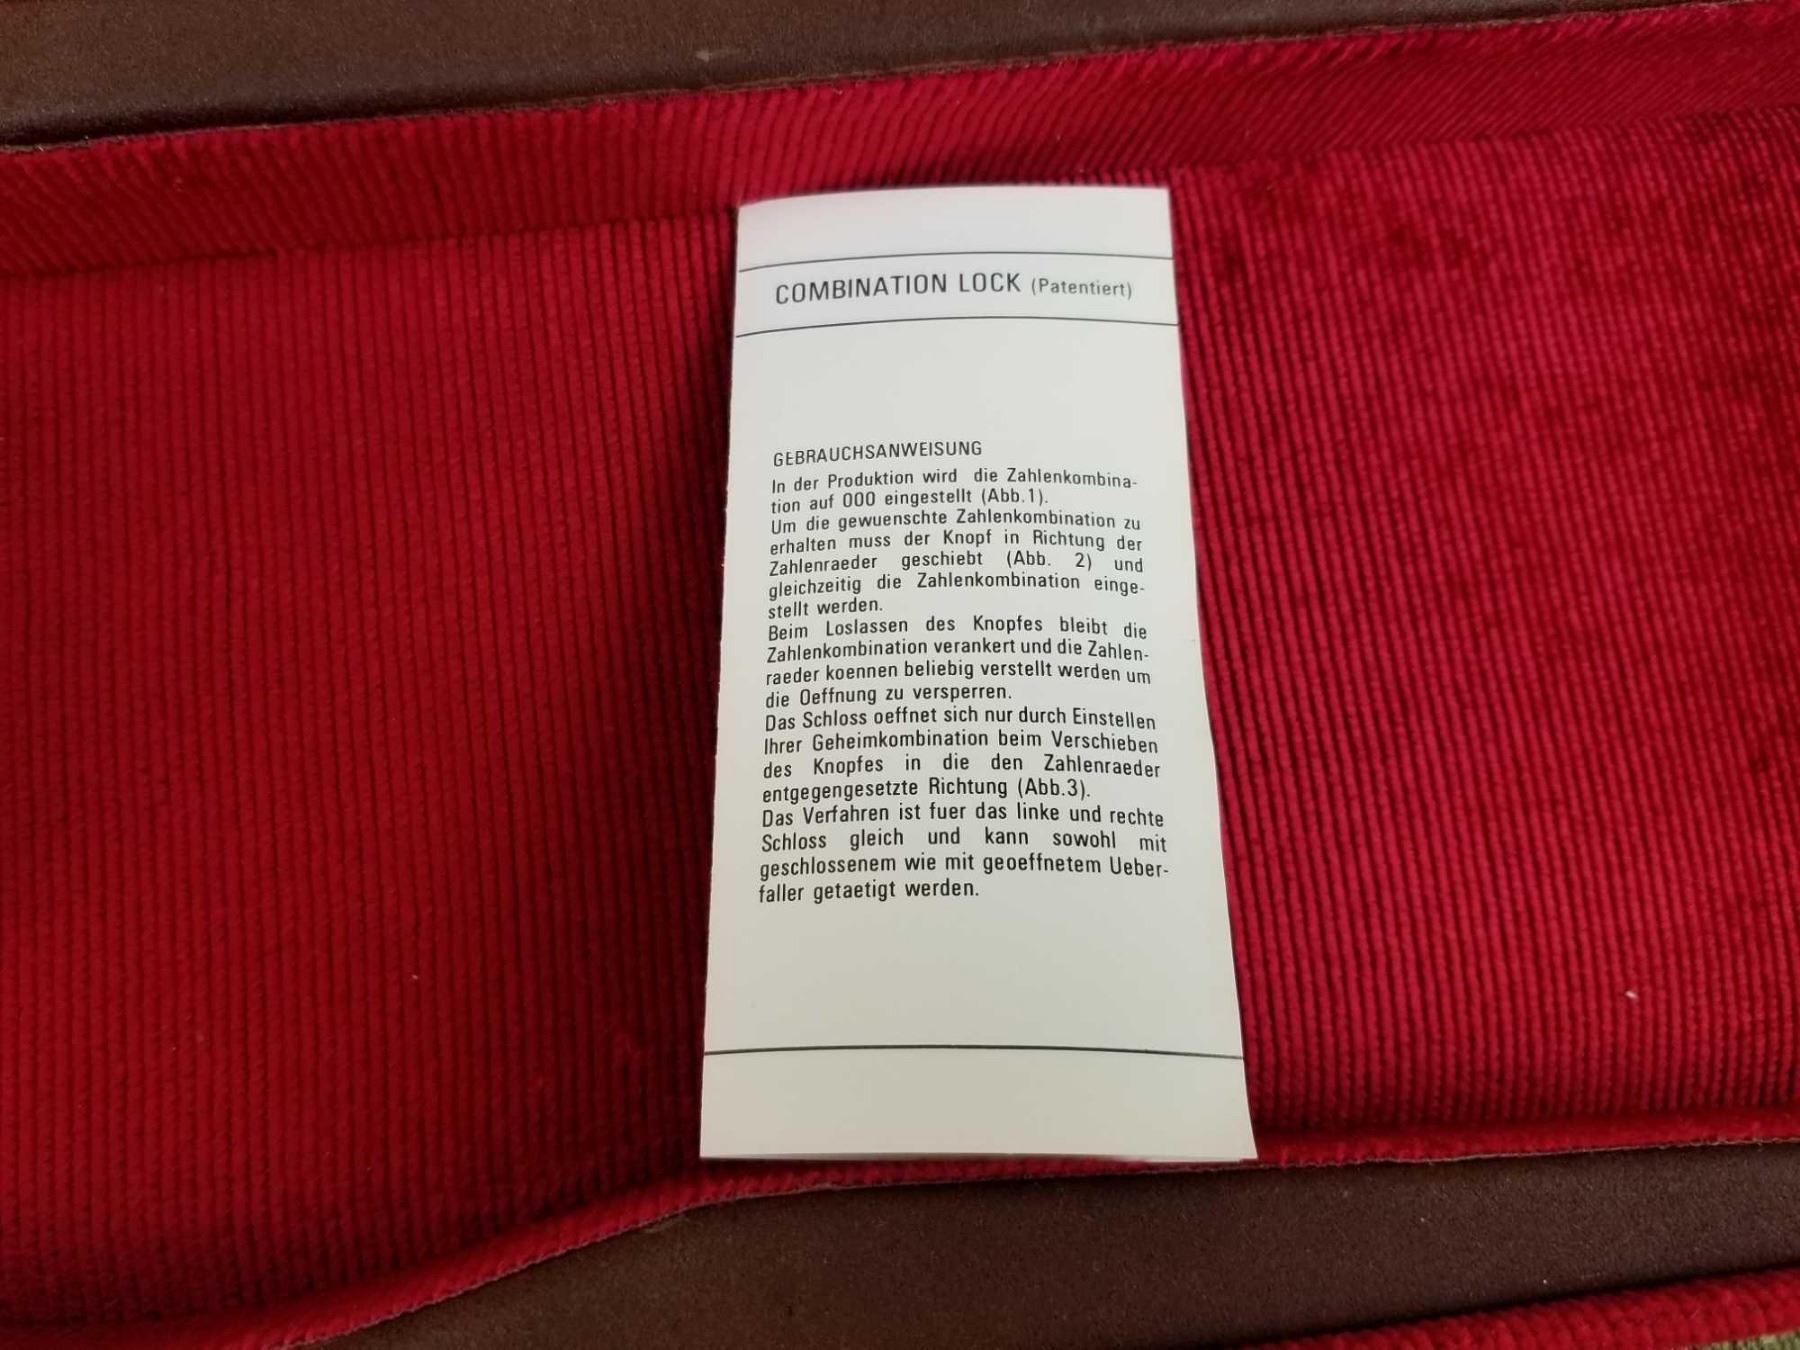 COMBINATION LOCK (Patentiert)
GEBRAUCHSANWEISUNG
In der Produktion wird die Zahlenkombina-
tion auf 000 eingestellt (Abb.1).
Um die gewuenschte Zahlenkombination zu
erhalten muss der Knopf in Richtung der
Zahlenraeder geschiebt (Abb. 2) und
gleichzeitig die Zahlenkombination einge-
stellt werden.
Beim Loslassen des Knopfes bleibt die
Zahlenkombination verankert und die Zahlen-
raeder koennen beliebig verstellt werden um
die Oeffnung zu versperren.
Das Schloss oeffnet sich nur durch Einstellen
Ihrer Geheimkombination beim Verschieben
des Knopfes in die den Zahlenraeder
entgegengesetzte Richtung (Abb.3).
Das Verfahren ist fuer das linke und rechte
Schloss gleich und kann sowohl mit
geschlossenem wie mit geoeffnetem Ueber-
faller getaetigt werden.